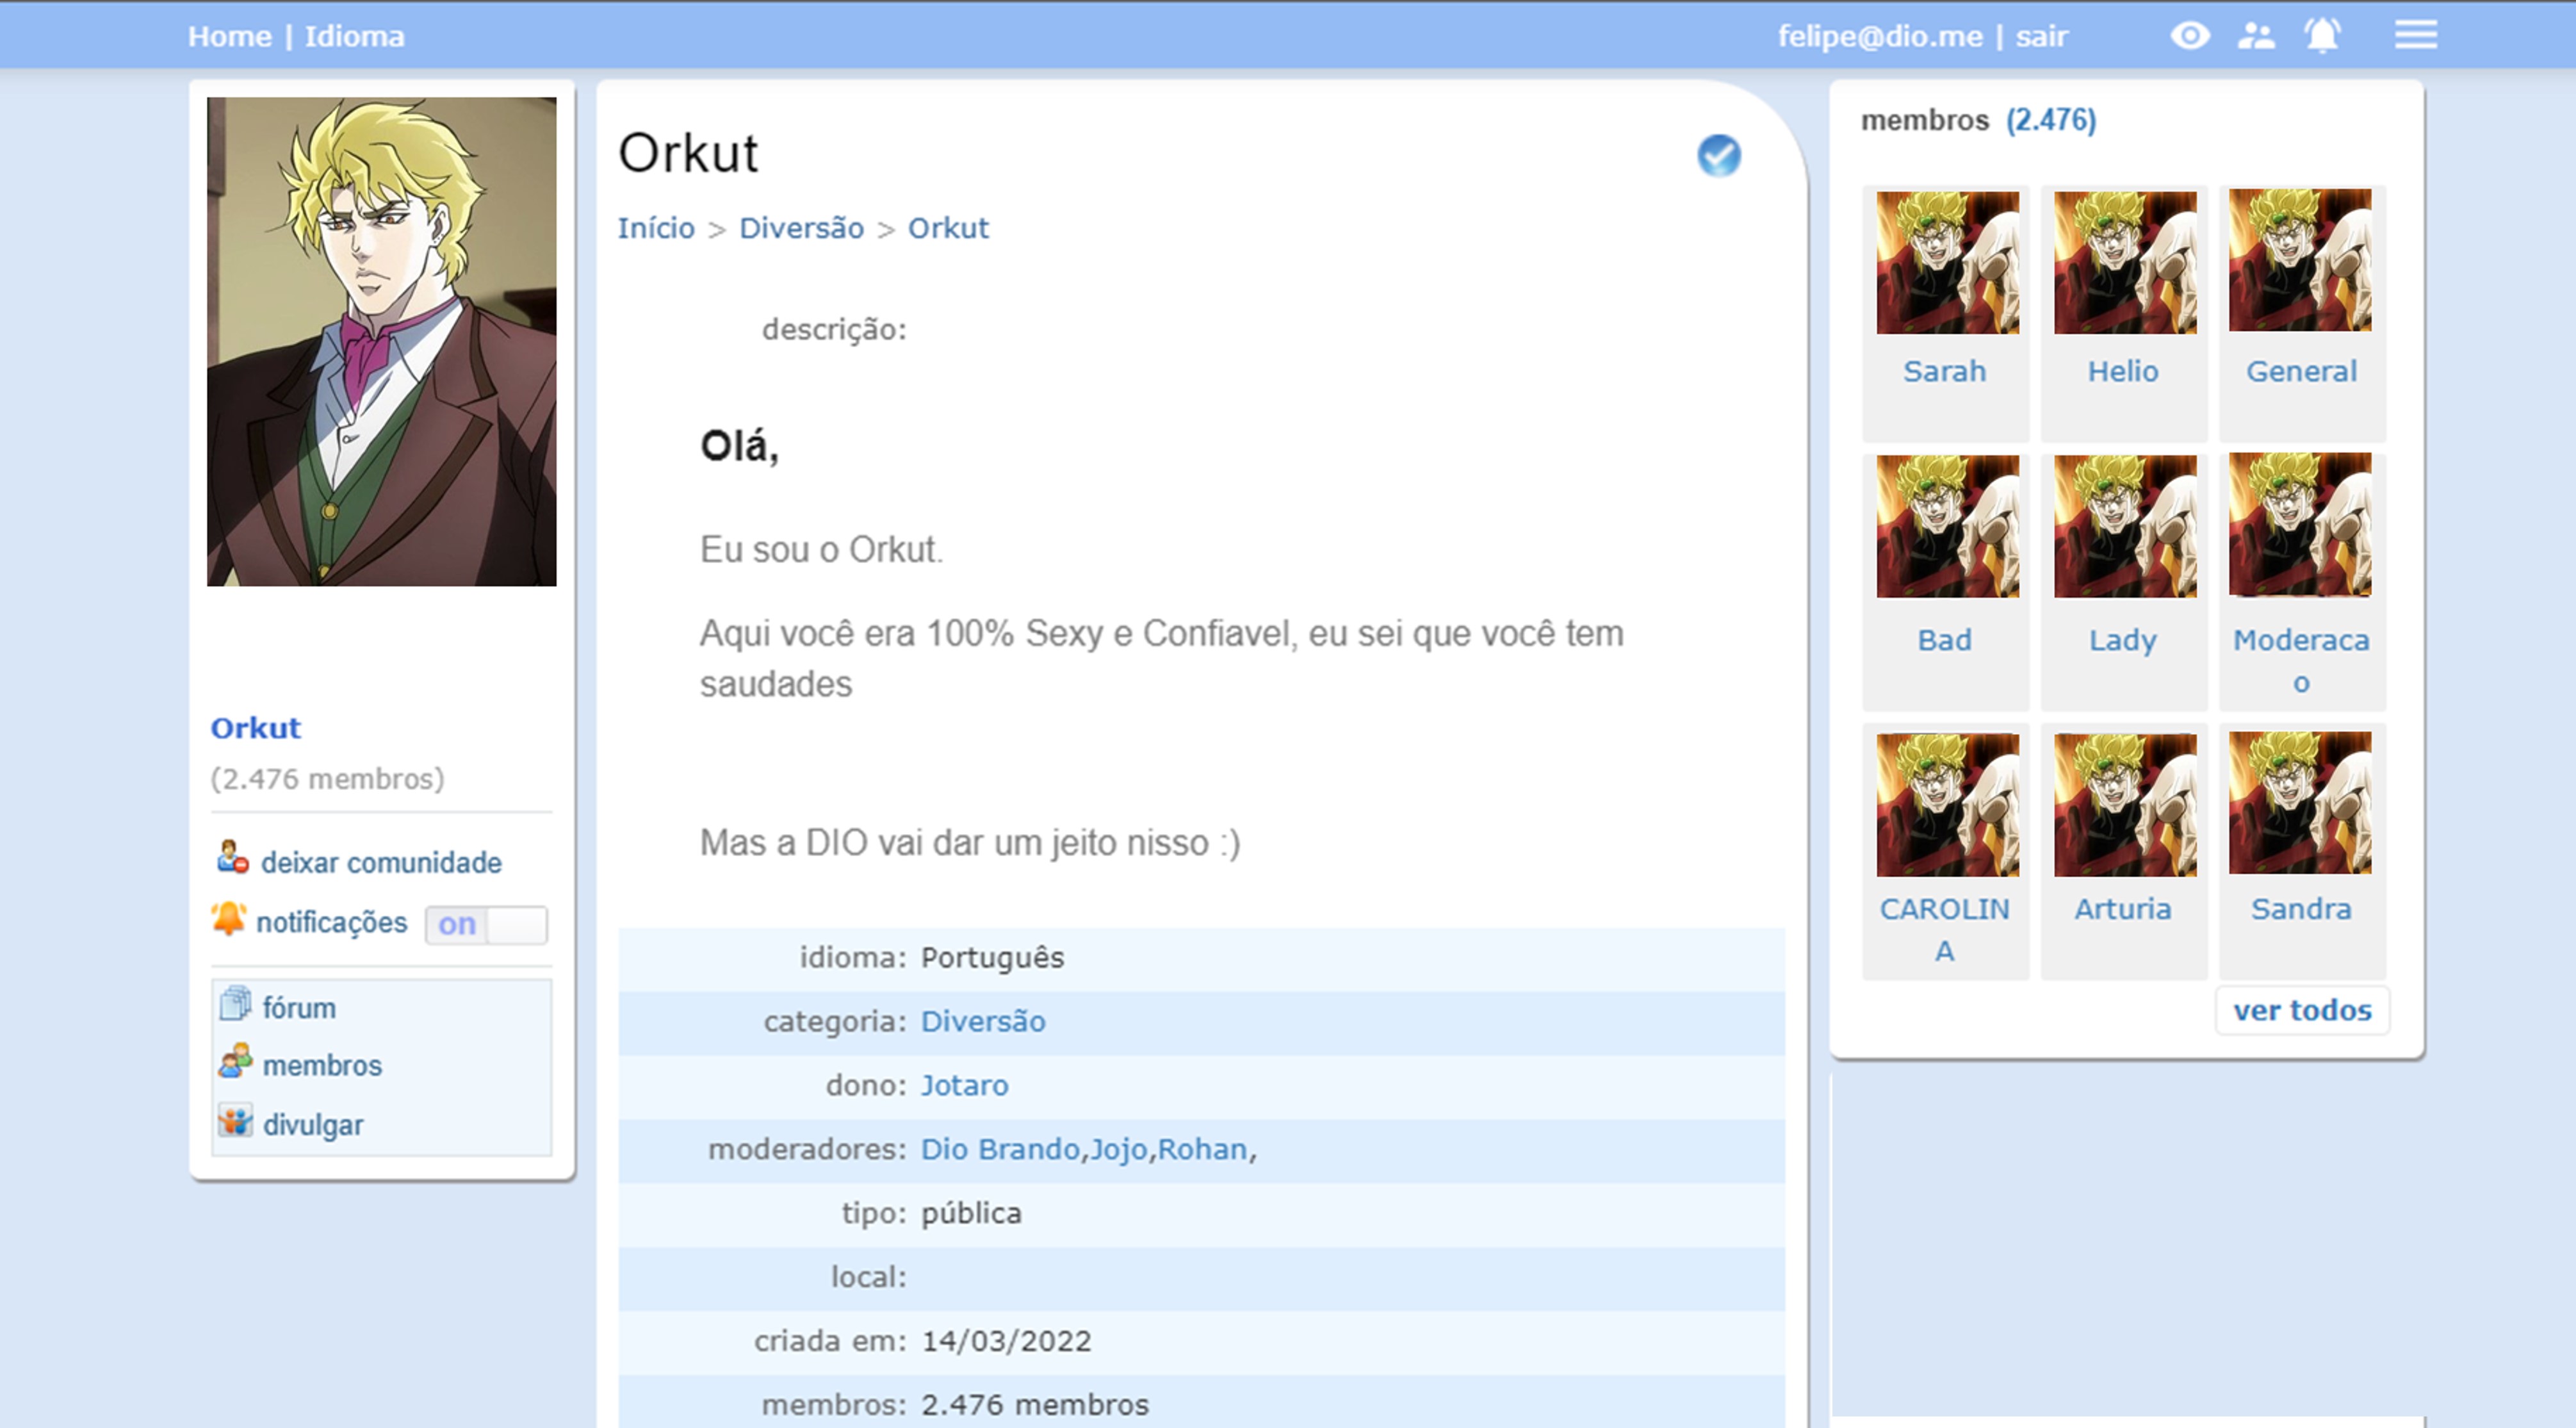 Home | Idioma
felipe@dio.me | sair
Orkut
(2.476 membros)
deixar comunidade
notificações on
fórum
membros
divulgar
Orkut
Início > Diversão > Orkut
descrição:
Olá,
Eu sou o Orkut.
Aqui você era 100% Sexy e Confiavel, eu sei que você tem
saudades
Mas a DIO vai dar um jeito nisso :)
idioma: Português
categoria: Diversão
dono: Jotaro
moderadores: Dio Brando,Jojo,Rohan,
tipo: pública
local:
criada em: 14/03/2022
membros: 2.476 membros
membros (2.476)
Sarah
Helio
General
Bad
Lady
Moderaca
o
CAROLIN
A
Arturia
Sandra
ver todos